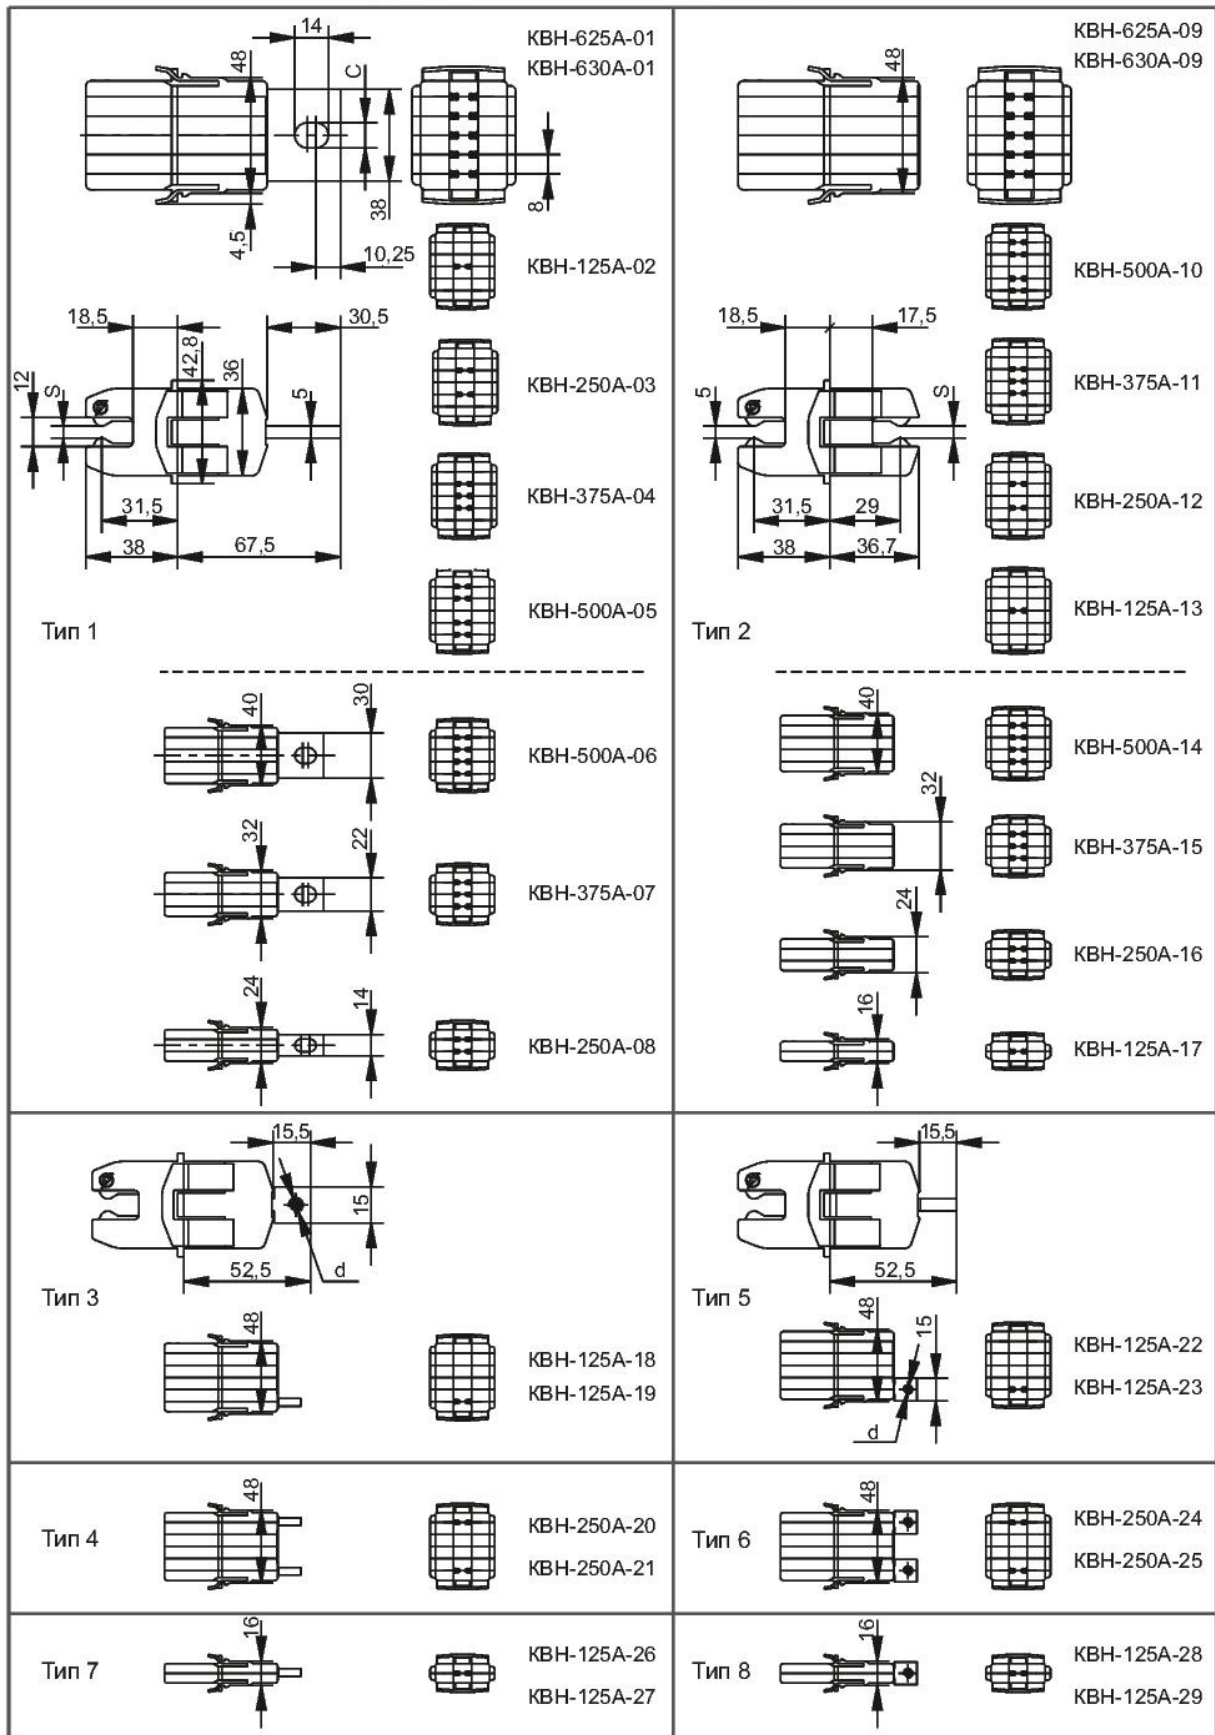 14
КВН-625А-01
КВН-630А-01
48
C
38
8
4,5
10,25
КВН-125А-02
18,5
30,5
42,8
36
12
S
5
КВН-250А-03
31,5
38
67,5
КВН-375А-04
КВН-500А-05
Тип 1
40
30
КВН-500А-06
32
22
КВН-375А-07
24
14
КВН-250А-08
КВН-625А-09
КВН-630А-09
48
КВН-500А-10
18,5
17,5
5
S
КВН-375А-11
31,5
29
38
36,7
КВН-250А-12
КВН-125А-13
Тип 2
40
КВН-500А-14
32
КВН-375А-15
24
КВН-250А-16
16
КВН-125А-17
15,5
15
52,5
d
Тип 3
48
КВН-125А-18
КВН-125А-19
15,5
52,5
Тип 5
48
15
d
КВН-125А-22
КВН-125А-23
Тип 4
48
КВН-250А-20
КВН-250А-21
Тип 6
48
КВН-250А-24
КВН-250А-25
Тип 7
16
КВН-125А-26
КВН-125А-27
Тип 8
16
КВН-125А-28
КВН-125А-29